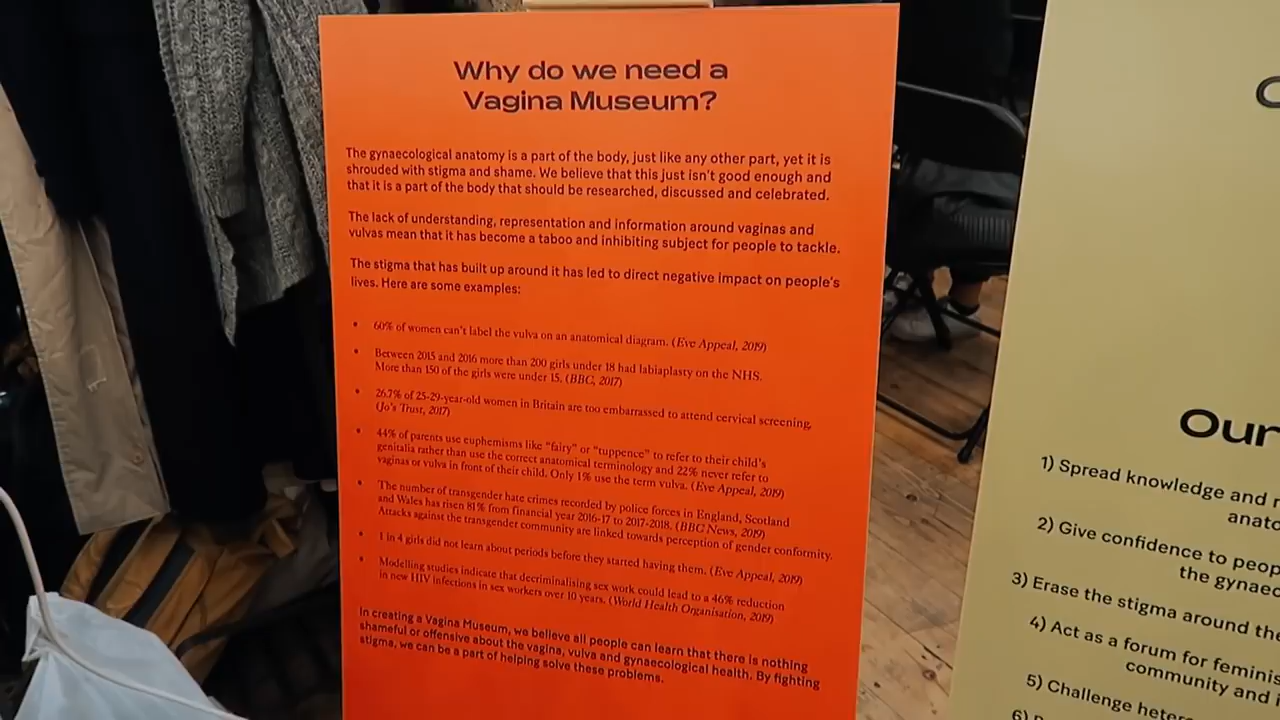 Why do we need a
Vagina Museum?
The gynaecological anatomy is a part of the body, just like any other part, yet it is
shrouded with stigma and shame. We believe that this just isn't good enough and
that it is a part of the body that should be researched, discussed and celebrated.
The lack of understanding, representation and information around vaginas and
vulvas mean that it has become a taboo and inhibiting subject for people to tackle.
The stigma that has built up around it has led to direct negative impact on people's
lives. Here are some examples:
• 60% of women can't label the vulva on an anatomical diagram. (Eve Appeal, 2019)
• Between 2015 and 2016 more than 200 girls under 18 had labiaplasty on the NHS.
More than 150 of the girls were under 15. (BBC, 2017)
• 26.7% of 25-29-year-old women in Britain are too embarrassed to attend cervical screening.
(Jo's Trust, 2017)
• 44% of parents use euphemisms like "fairy" or "tuppence" to refer to their child's
genitalia rather than use the correct anatomical terminology and 22% never refer to
vaginas or vulva in front of their child. Only 1% use the term vulva. (Eve Appeal, 2019)
• The number of transgender hate crimes recorded by police forces in England, Scotland
and Wales has risen 81% from financial year 2016-17 to 2017-2018. (BBC News, 2019)
Attacks against the transgender community are linked towards perception of gender conformity.
• 1 in 4 girls did not learn about periods before they started having them. (Eve Appeal, 2019)
• Modelling studies indicate that decriminalising sex work could lead to a 46% reduction
in new HIV infections in sex workers over 10 years. (World Health Organisation, 2019)
In creating a Vagina Museum, we believe all people can learn that there is nothing
shameful or offensive about the vagina, vulva and gynaecological health. By fighting
stigma, we can be a part of helping solve these problems.
Our
1) Spread knowledge and
2) Give confidence to
the
3) Erase the stigma around
4) Act as a forum for
community and
5) Challenge
6)